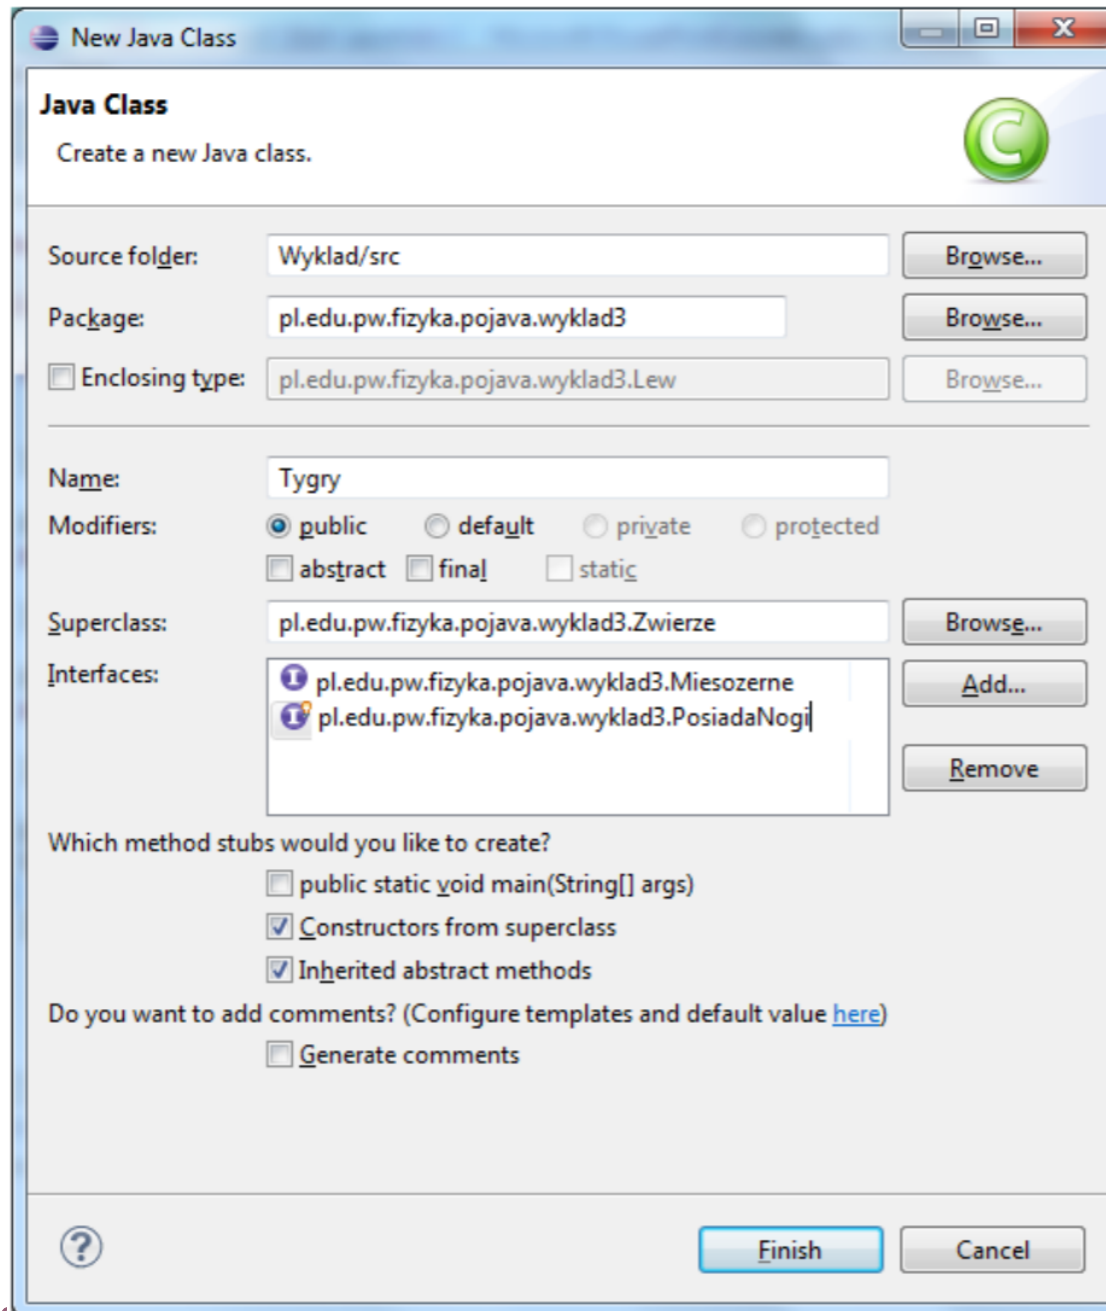 New Java Class
Java Class
Create a new Java class.
Source folder: Wyklad/src Browse...
Package: pl.edu.pw.fizyka.pojava.wyklad3 Browse...
Enclosing type: pl.edu.pw.fizyka.pojava.wyklad3.Lew Browse...
Name: Tygry
Modifiers: public default private protected
abstract final static
Superclass: pl.edu.pw.fizyka.pojava.wyklad3.Zwierze Browse...
Interfaces: pl.edu.pw.fizyka.pojava.wyklad3.Miesozerne Add...
pl.edu.pw.fizyka.pojava.wyklad3.PosiadaNogi
Remove
Which method stubs would you like to create?
public static void main(String[] args)
Constructors from superclass
Inherited abstract methods
Do you want to add comments? (Configure templates and default value here)
Generate comments
? Finish Cancel